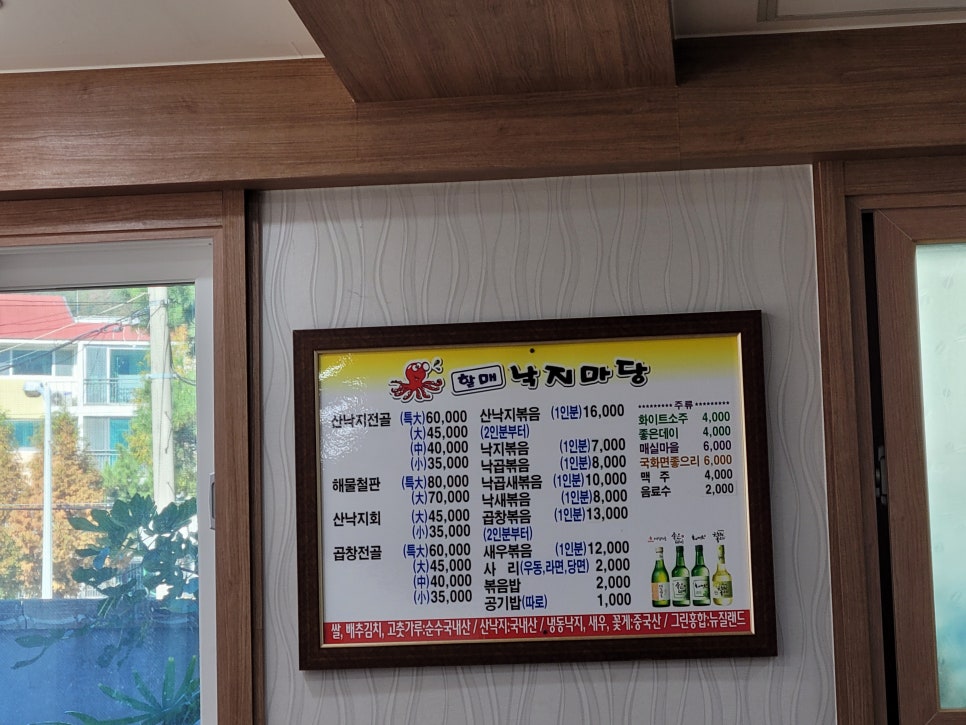 할매 낙지마당
산낙지전골 (특大)60,000
(大)45,000
(中)40,000
(小)35,000
해물철판 (특大)80,000
(大)70,000
산낙지회 (大)45,000
(小)35,000
곱창전골 (특大)60,000
(大)45,000
(中)40,000
(小)35,000
산낙지볶음 (1인분)16,000
(2인분부터)
낙지볶음 (1인분)7,000
낙곱볶음 (1인분)8,000
낙곱새볶음 (1인분)10,000
낙새볶음 (1인분)8,000
곱창볶음 (1인분)13,000
(2인분부터)
새우볶음 (1인분)12,000
사 리(우동,라면,당면) 2,000
볶음밥 2,000
공기밥(따로) 1,000
********* 주류 *********
화이트소주 4,000
좋은데이 4,000
매실마을 6,000
국화면좋으리 6,000
맥 주 4,000
음료수 2,000
쌀, 배추김치, 고춧가루:순수국내산 / 산낙지:국내산 / 냉동낙지, 새우, 꽃게:중국산 / 그린홍합:뉴질랜드